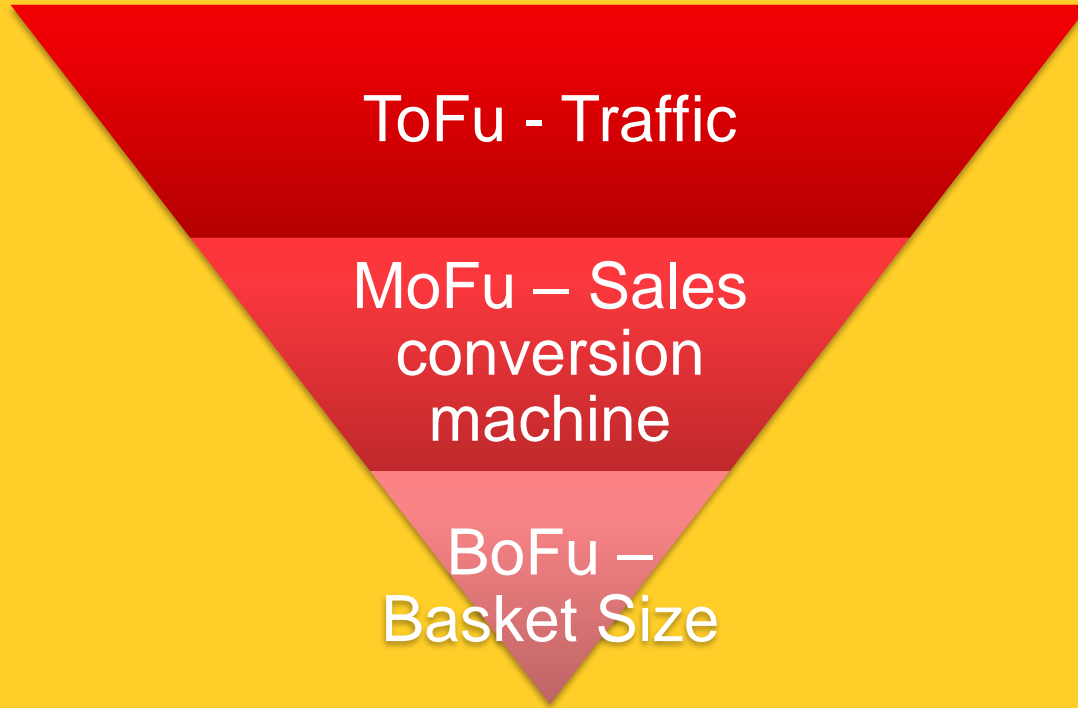 ToFu - Traffic
MoFu – Sales
conversion
machine
BoFu –
Basket Size